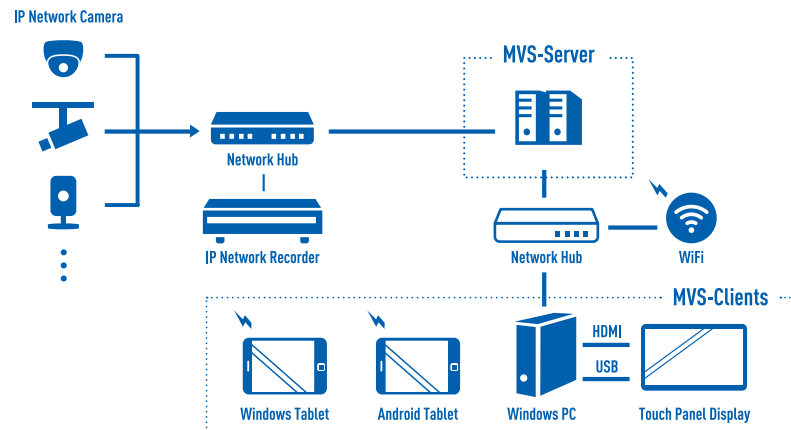 IP Network Camera
MVS-Server
Network Hub
IP Network Recorder
Network Hub
WiFi
MVS-Clients
HDMI
USB
Windows Tablet
Android Tablet
Windows PC
Touch Panel Display